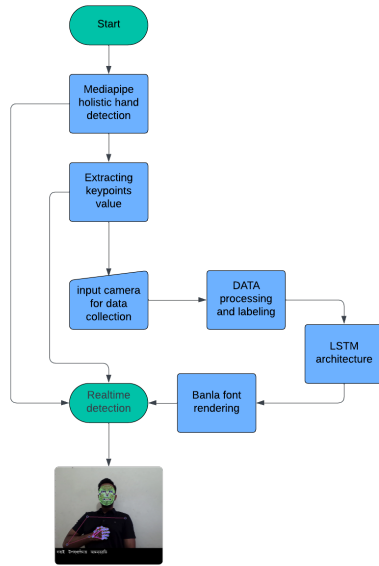 Start
Mediapipe
holistic hand
detection
Extracting
keypoints
value
input camera
for data
collection
DATA
processing
and labeling
LSTM
architecture
Banla font
rendering
Realtime
detection